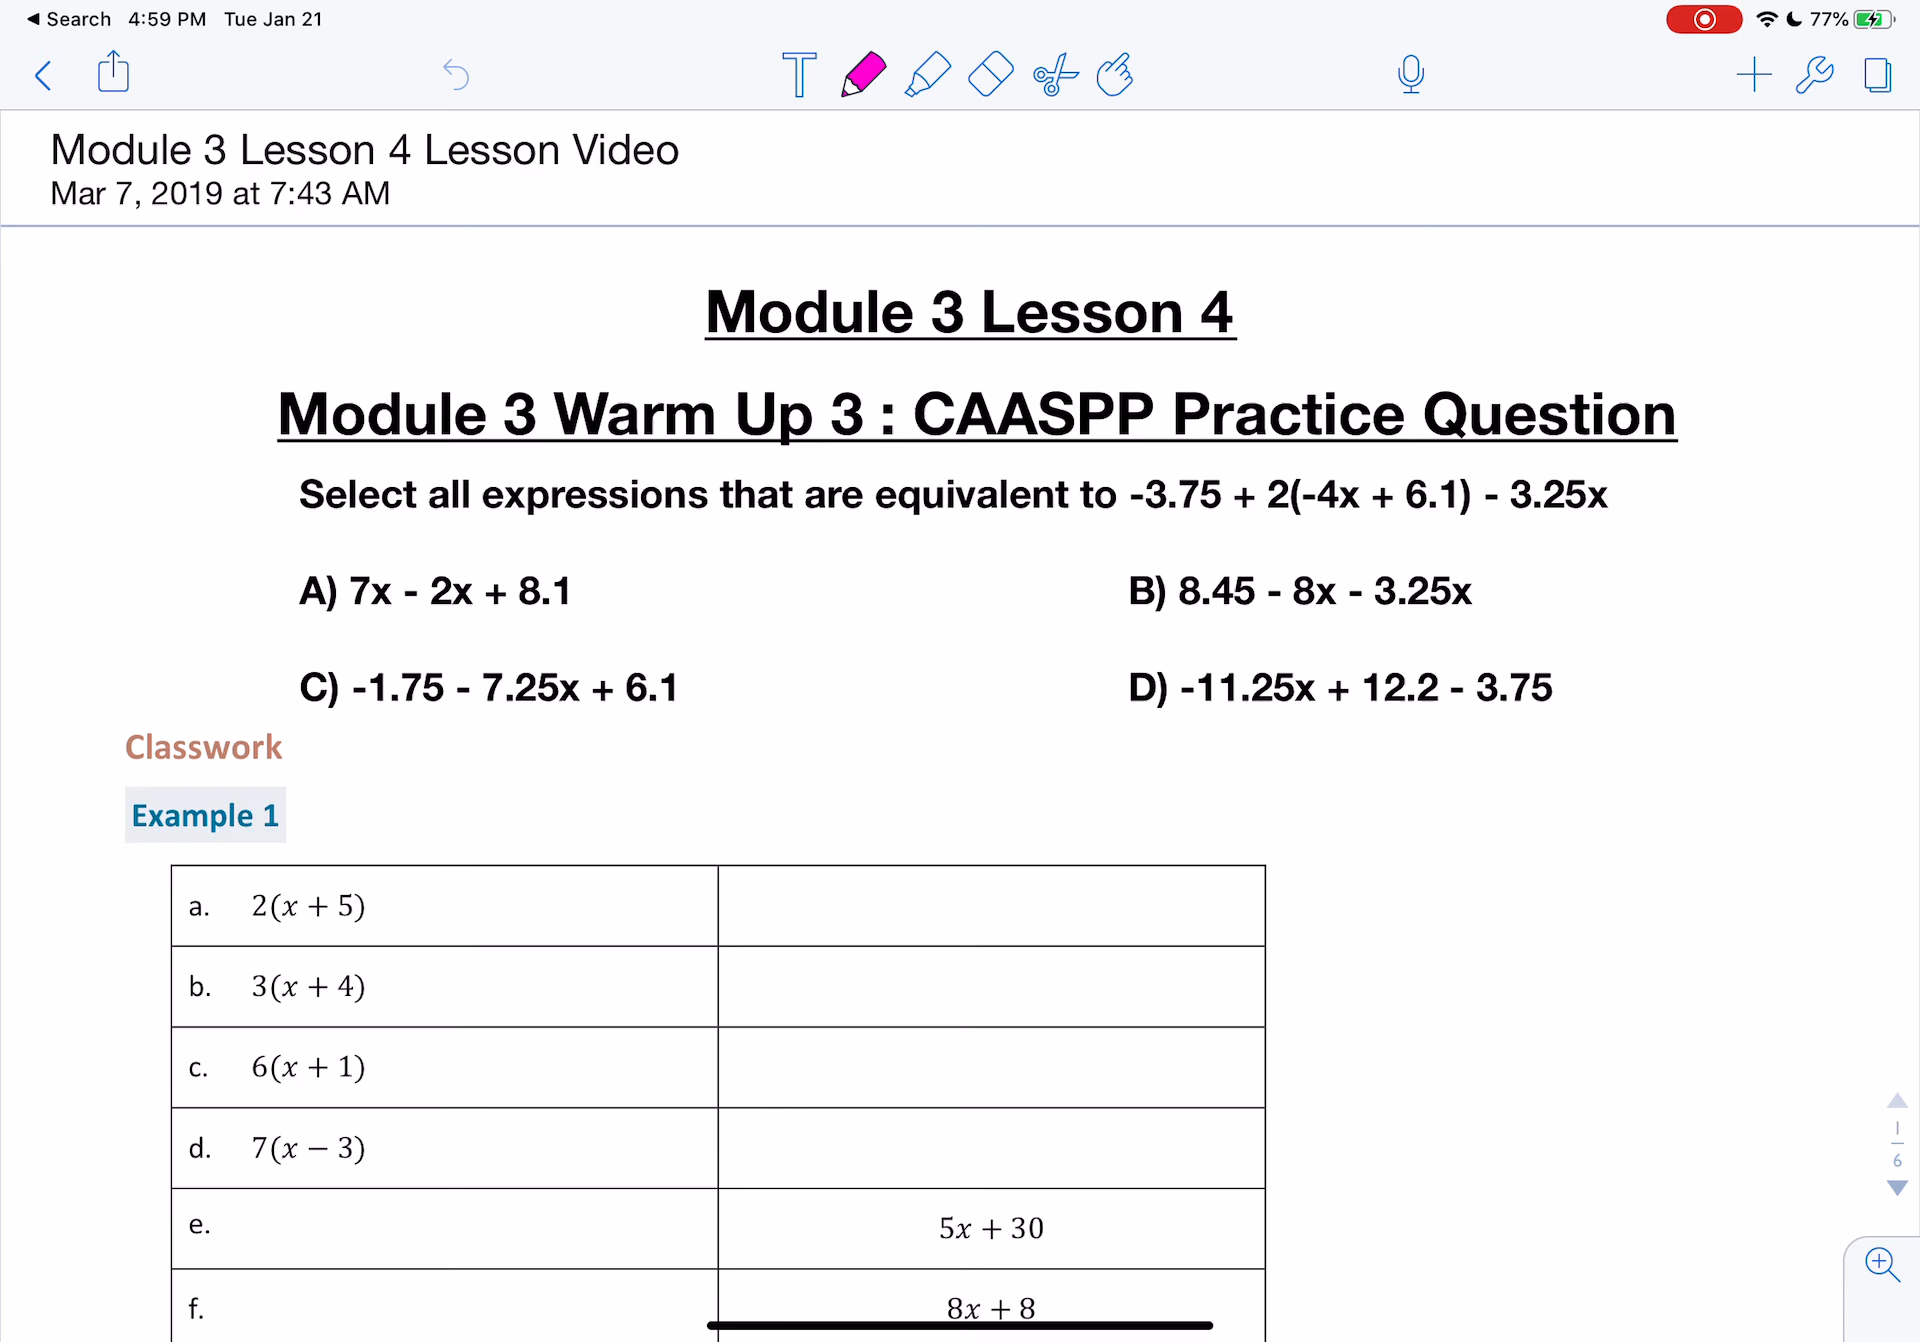 Search 4:59 PM Tue Jan 21
77%
Module 3 Lesson 4 Lesson Video
Mar 7, 2019 at 7:43 AM
Module 3 Lesson 4
Module 3 Warm Up 3 : CAASPP Practice Question
Select all expressions that are equivalent to -3.75 + 2(-4x + 6.1) - 3.25x
A) 7x - 2x + 8.1
B) 8.45 - 8x - 3.25x
C) -1.75 - 7.25x + 6.1
D) -11.25x + 12.2 - 3.75
Classwork
Example 1
a. 2(x + 5)
b. 3(x + 4)
c. 6(x + 1)
d. 7(x − 3)
e. 5x + 30
f. 8x + 8
1
6